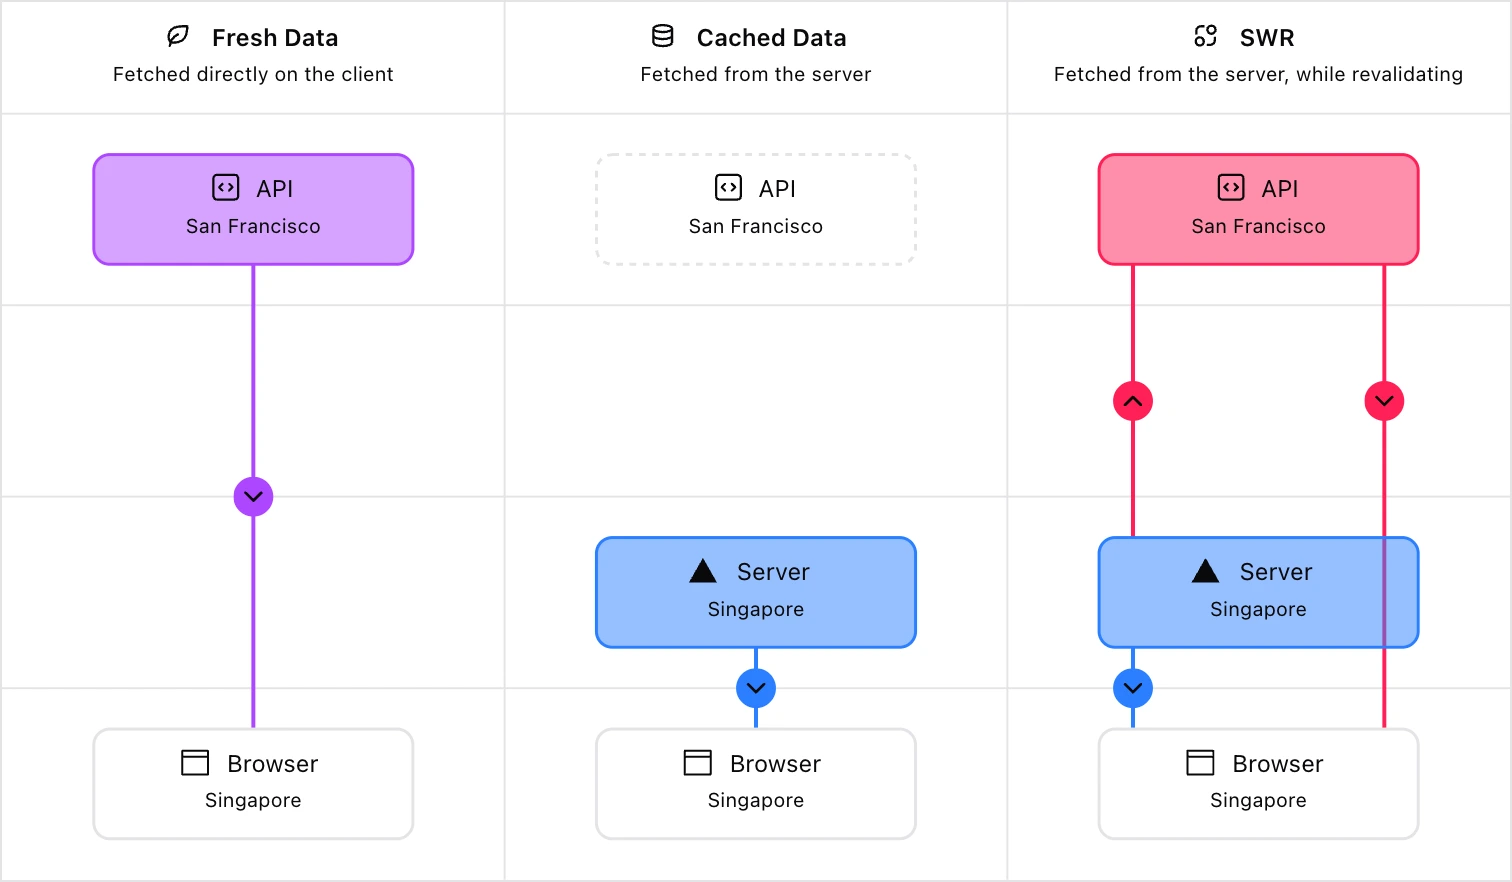 Fresh Data
Fetched directly on the client
Cached Data
Fetched from the server
SWR
Fetched from the server, while revalidating
API
San Francisco
API
San Francisco
API
San Francisco
Server
Singapore
Server
Singapore
Browser
Singapore
Browser
Singapore
Browser
Singapore